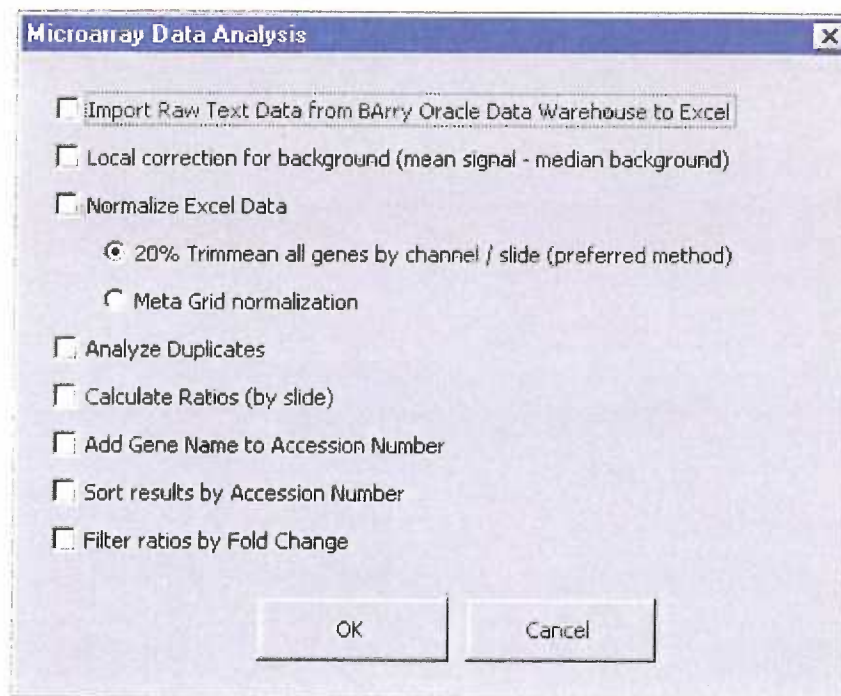 Microarray Data Analysis
Import Raw Text Data from BArry Oracle Data Warehouse to Excel
Local correction for background (mean signal - median background)
Normalize Excel Data
20% Trimmean all genes by channel / slide (preferred method)
Meta Grid normalization
Analyze Duplicates
Calculate Ratios (by slide)
Add Gene Name to Accession Number
Sort results by Accession Number
Filter ratios by Fold Change
OK
Cancel